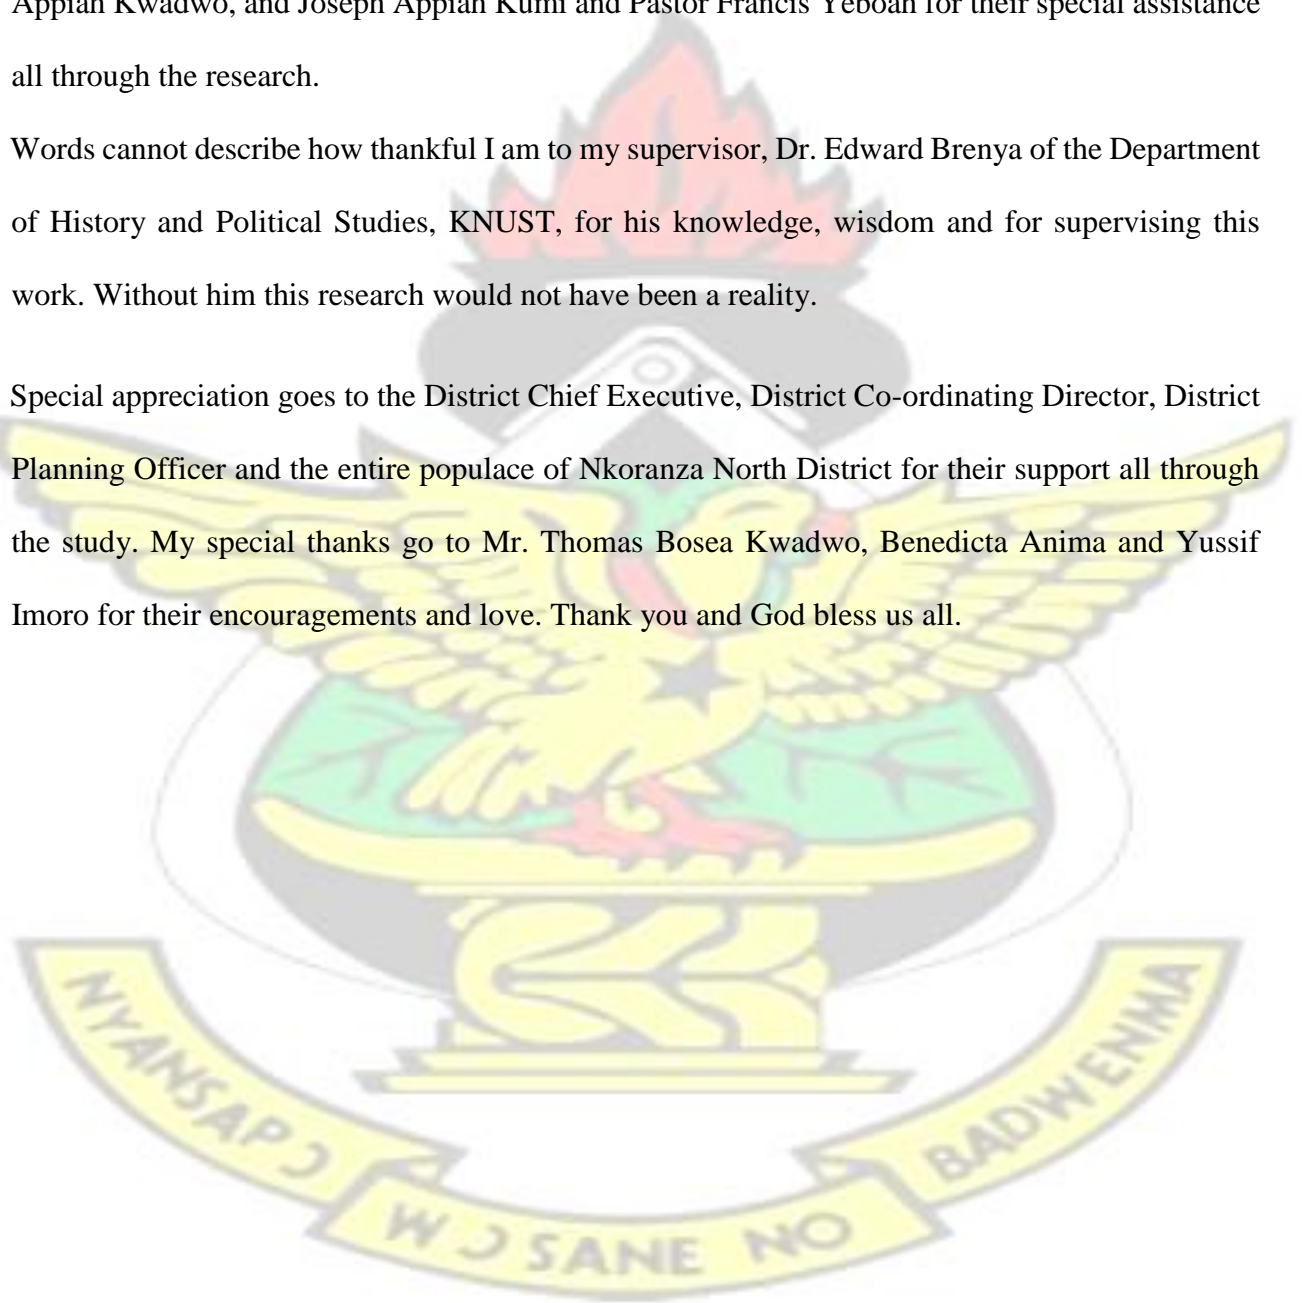 Appiah Kwadwo, and Joseph Appiah Kumi and Pastor Francis Yeboah for their special assistance
all through the research.
Words cannot describe how thankful I am to my supervisor, Dr. Edward Brenya of the Department
of History and Political Studies, KNUST, for his knowledge, wisdom and for supervising this
work. Without him this research would not have been a reality.
Special appreciation goes to the District Chief Executive, District Co-ordinating Director, District
Planning Officer and the entire populace of Nkoranza North District for their support all through
the study. My special thanks go to Mr. Thomas Bosea Kwadwo, Benedicta Anima and Yussif
Imoro for their encouragements and love. Thank you and God bless us all.
NYANSAPƆ
WƆSANE NO
BADWENMA